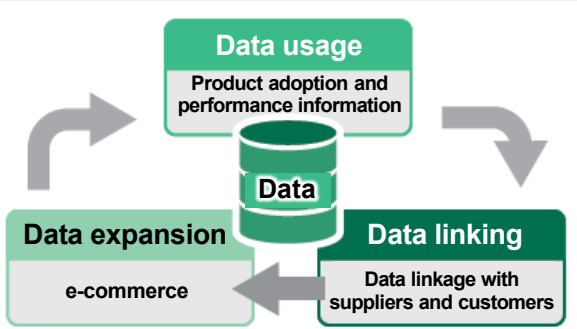 Data usage
Product adoption and
performance information
Data
Data expansion
e-commerce
Data linking
Data linkage with
suppliers and customers